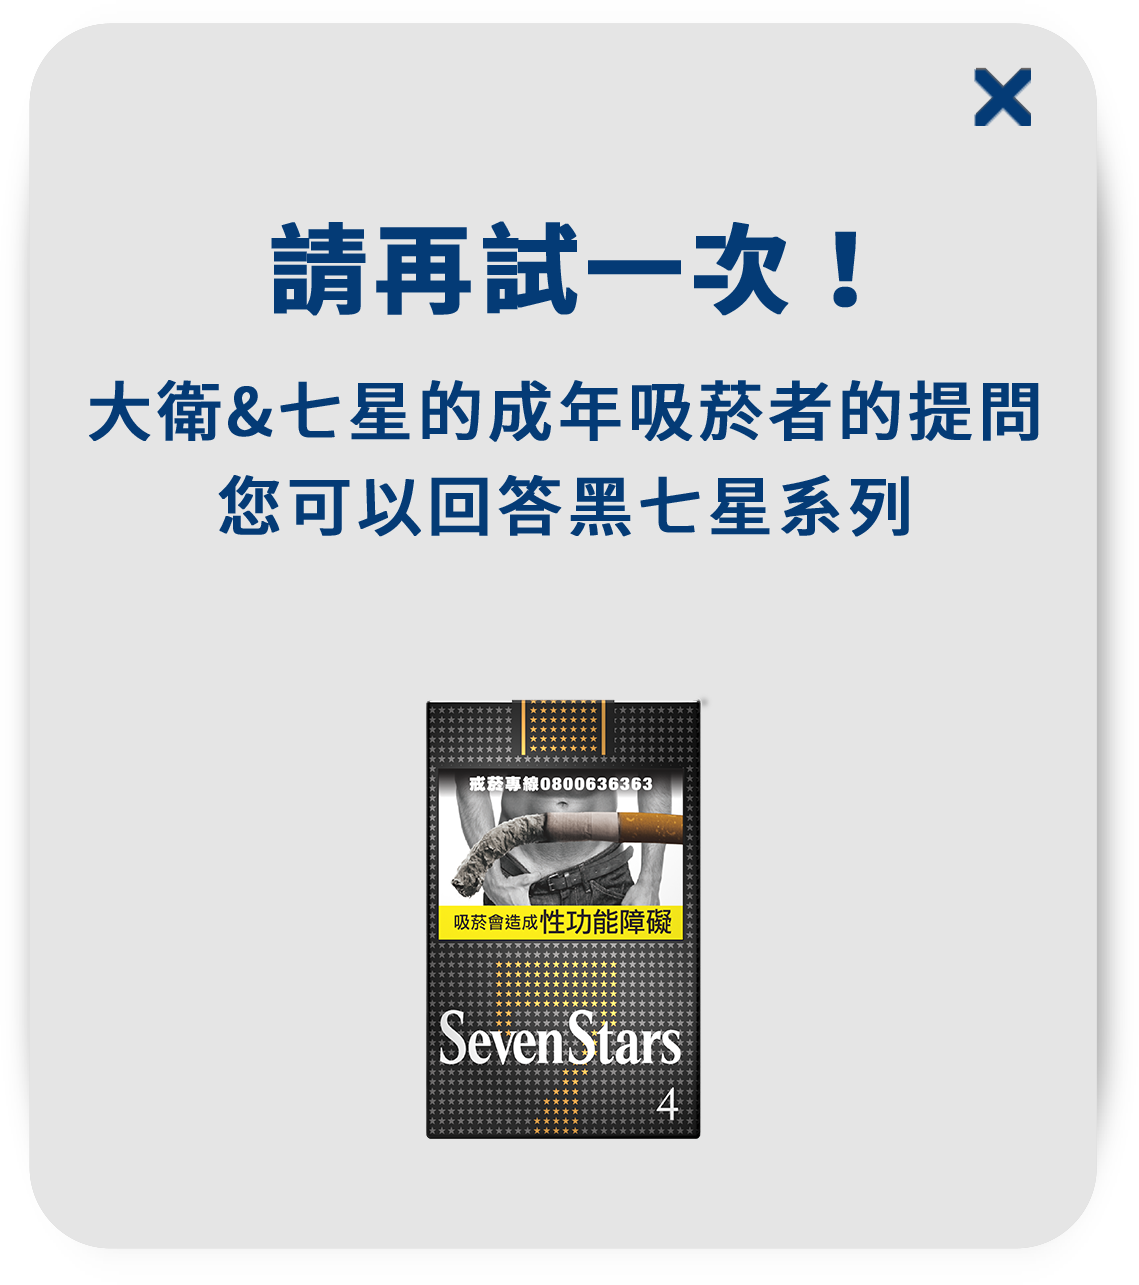 請再試一次！
大衛&七星的成年吸菸者的提問
您可以回答黑七星系列
戒菸專線0800636363
吸菸會造成性功能障礙
SevenStars
4